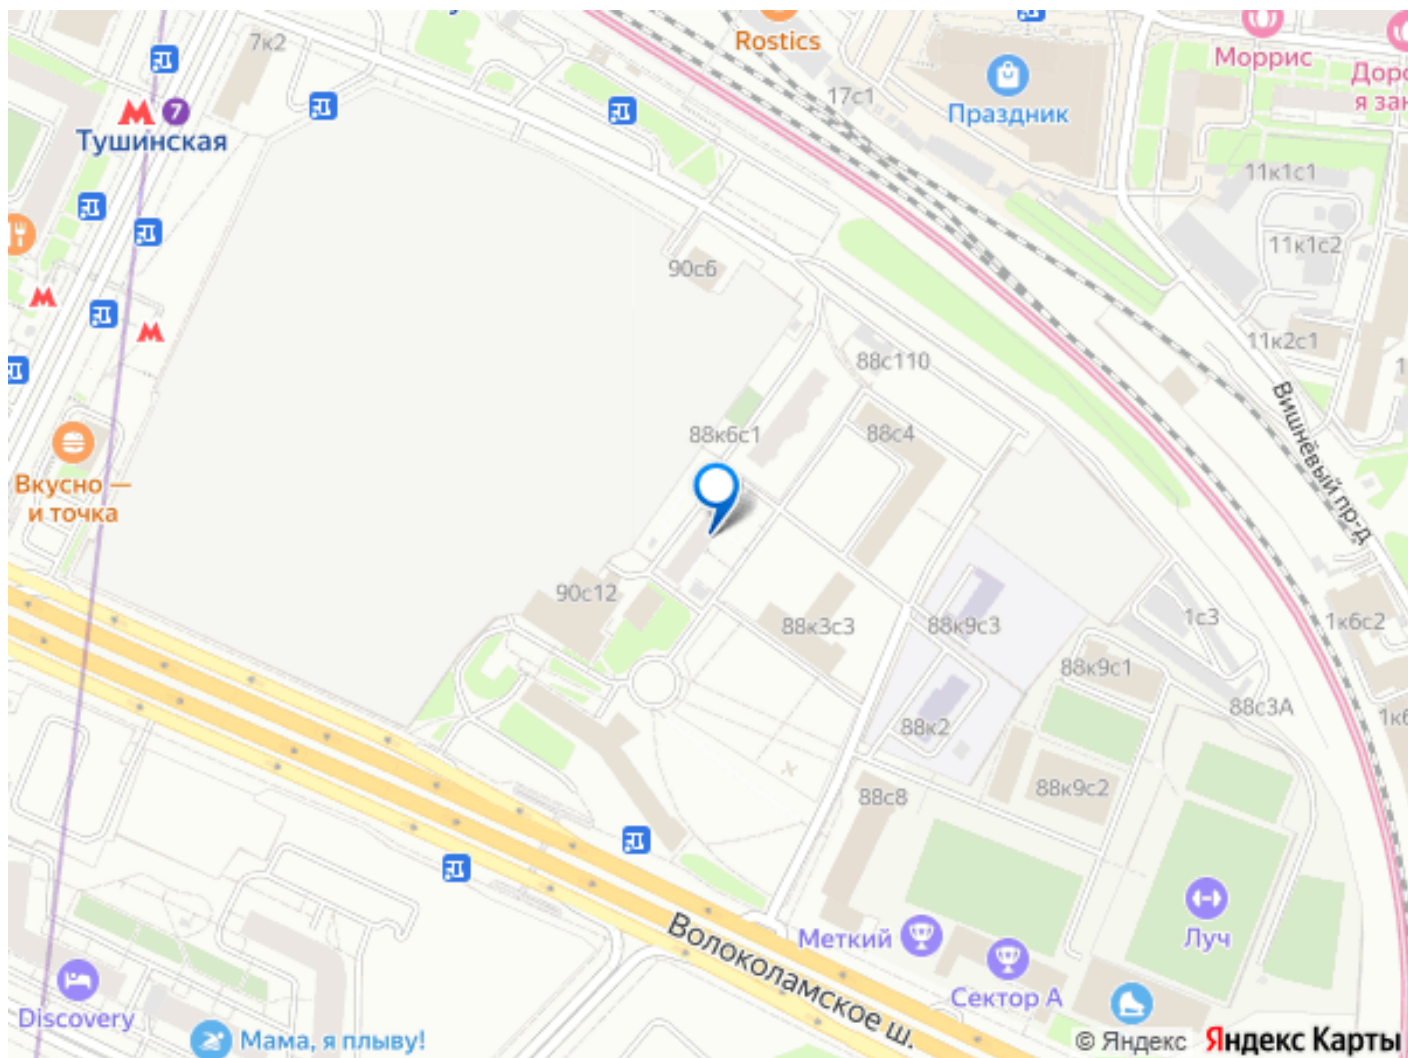 Rostics
7к2
Моррис
17с1
Праздник
7
Тушинская
11к1с1
11к1с2
90с6
11к2с1
88с110
Вишнёвый пр-д
88к6с1
88с4
Вкусно —
и точка
90с12
88к3с3
88к9с3
1с3
1к6с2
88к9с1
88с3А
88к2
88к9с2
88с8
Волоколамское ш.
Меткий
Луч
Сектор А
Discovery
Мама, я плыву!
© Яндекс Яндекс Карты